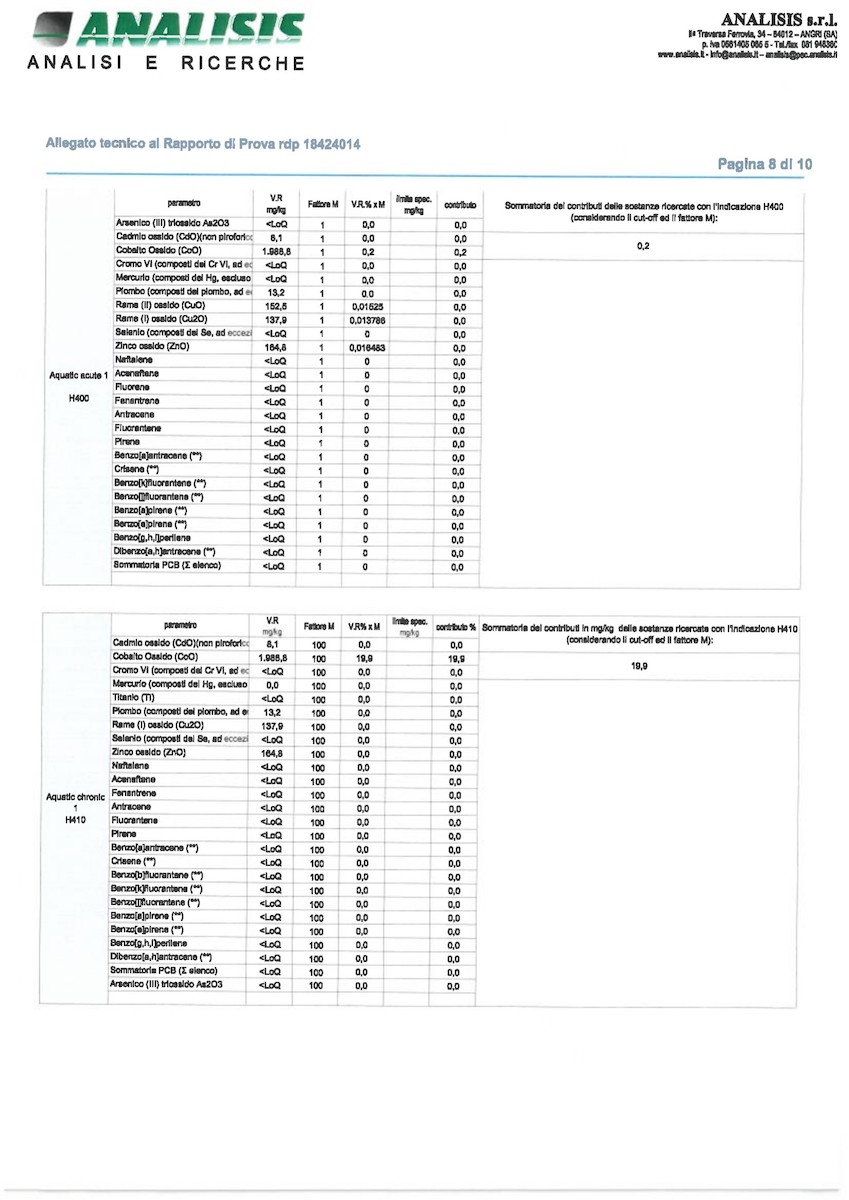 ANALISIS
ANALISI E RICERCHE
ANALISIS s.r.l.
IIª Traversa Ferrovia, 34 – 84012 – ANGRI (SA)
www.analisis.it - info@analisis.it – analisis@pec.analisis.it
Allegato tecnico al Rapporto di Prova rdp 18424014
Pagina 8 di 10
parametro V.R mg/kg Fattore M V.R.% x M limite spec. mg/kg contributo Sommatoria dei contributi delle sostanze ricercate con l'indicazione H400 (considerando il cut-off ed il fattore M):
Arsenico (III) triossido As2O3 <LoQ 1 0,0 0,0
Cadmio ossido (CdO)(non piroforico 1 0,0 0,0
Cobalto Ossido (CoO) 1.988,8 1 0,2 0,2 0,2
Cromo VI (composti del Cr VI, ad ec <LoQ 1 0,0 0,0
Mercurio (composti del Hg, escluso <LoQ 1 0,0 0,0
Piombo (composti del piombo, ad e 13,2 1 0,0 0,0
Rame (II) ossido (CuO) 152,5 1 0,01525 0,0
Rame (I) ossido (Cu2O) 137,9 1 0,013786 0,0
Selenio (composti del Se, ad eccezi <LoQ 1 0 0,0
Zinco ossido (ZnO) 164,8 1 0,016483 0,0
Naftalene <LoQ 1 0 0,0
Aquatic acute 1
H400
Acenaftene <LoQ 1 0 0,0
Fluorene <LoQ 1 0 0,0
Fenantrene <LoQ 1 0 0,0
Antracene <LoQ 1 0 0,0
Fluorantene <LoQ 1 0 0,0
Pirene <LoQ 1 0 0,0
Benzo[a]antracene (**) <LoQ 1 0 0,0
Crisene (**) <LoQ 1 0 0,0
Benzo[k]fluorantene (**) <LoQ 1 0 0,0
Benzo[j]fluorantene (**) <LoQ 1 0 0,0
Benzo[a]pirene (**) <LoQ 1 0 0,0
Benzo[e]pirene (**) <LoQ 1 0 0,0
Benzo[g,h,i]perilene <LoQ 1 0 0,0
Dibenzo[a,h]antracene (**) <LoQ 1 0 0,0
Sommatoria PCB (Σ elenco) <LoQ 1 0 0,0
parametro V.R mg/kg Fattore M V.R% x M limite spec. mg/kg contributo % Sommatoria dei contributi in mg/kg delle sostanze ricercate con l'indicazione H410 (considerando il cut-off ed il fattore M):
Cadmio ossido (CdO)(non piroforico 100 0,0 0,0
Cobalto Ossido (CoO) 1.988,8 100 19,9 19,9 19,9
Cromo VI (composti del Cr VI, ad ec <LoQ 100 0,0 0,0
Mercurio (composti del Hg, escluso 0,0 100 0,0 0,0
Titanio (Ti) <LoQ 100 0,0 0,0
Piombo (composti del piombo, ad e 13,2 100 0,0 0,0
Rame (I) ossido (Cu2O) 137,9 100 0,0 0,0
Selenio (composti del Se, ad eccezi <LoQ 100 0,0 0,0
Zinco ossido (ZnO) 164,8 100 0,0 0,0
Naftalene <LoQ 100 0,0 0,0
Acenaftene <LoQ 100 0,0 0,0
Aquatic chronic
1
H410
Fenantrene <LoQ 100 0,0 0,0
Antracene <LoQ 100 0,0 0,0
Fluorantene <LoQ 100 0,0 0,0
Pirene <LoQ 100 0,0 0,0
Benzo[a]antracene (**) <LoQ 100 0,0 0,0
Crisene (**) <LoQ 100 0,0 0,0
Benzo[b]fluorantene (**) <LoQ 100 0,0 0,0
Benzo[k]fluorantene (**) <LoQ 100 0,0 0,0
Benzo[j]fluorantene (**) <LoQ 100 0,0 0,0
Benzo[a]pirene (**) <LoQ 100 0,0 0,0
Benzo[e]pirene (**) <LoQ 100 0,0 0,0
Benzo[g,h,i]perilene <LoQ 100 0,0 0,0
Dibenzo[a,h]antracene (**) <LoQ 100 0,0 0,0
Sommatoria PCB (Σ elenco) <LoQ 100 0,0 0,0
Arsenico (III) triossido As2O3 <LoQ 100 0,0 0,0